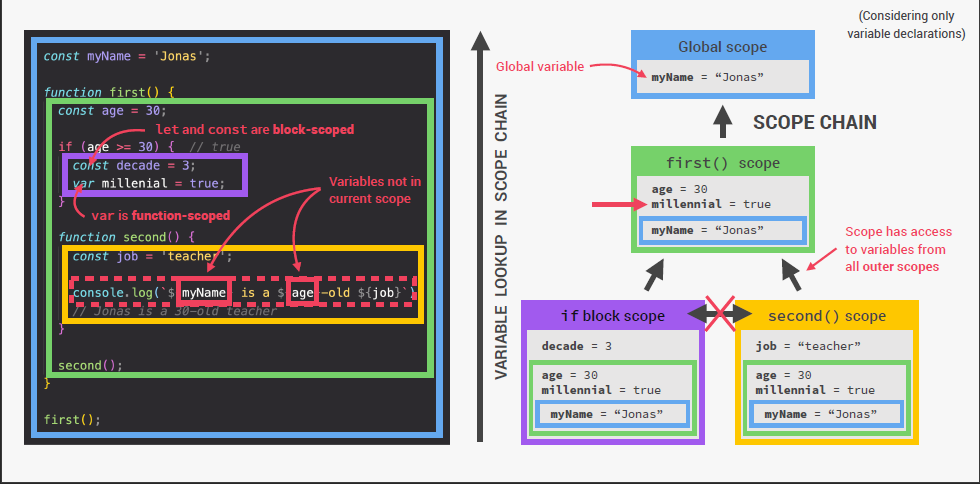 (Considering only
variable declarations)
const myName = 'Jonas';
function first() {
const age = 30;
let and const are block-scoped
if (age >= 30) { // true
const decade = 3;
var millenial = true;
}
var is function-scoped
Variables not in
current scope
function second() {
const job = 'teacher';
console.log(`${myName} is a ${age}-old ${job}`)
// Jonas is a 30-old teacher
}
second();
}
first();
VARIABLE LOOKUP IN SCOPE CHAIN
Global variable
Global scope
myName = “Jonas”
SCOPE CHAIN
first() scope
age = 30
millennial = true
myName = “Jonas”
Scope has access
to variables from
all outer scopes
if block scope
decade = 3
age = 30
millennial = true
myName = “Jonas”
second() scope
job = “teacher”
age = 30
millennial = true
myName = “Jonas”